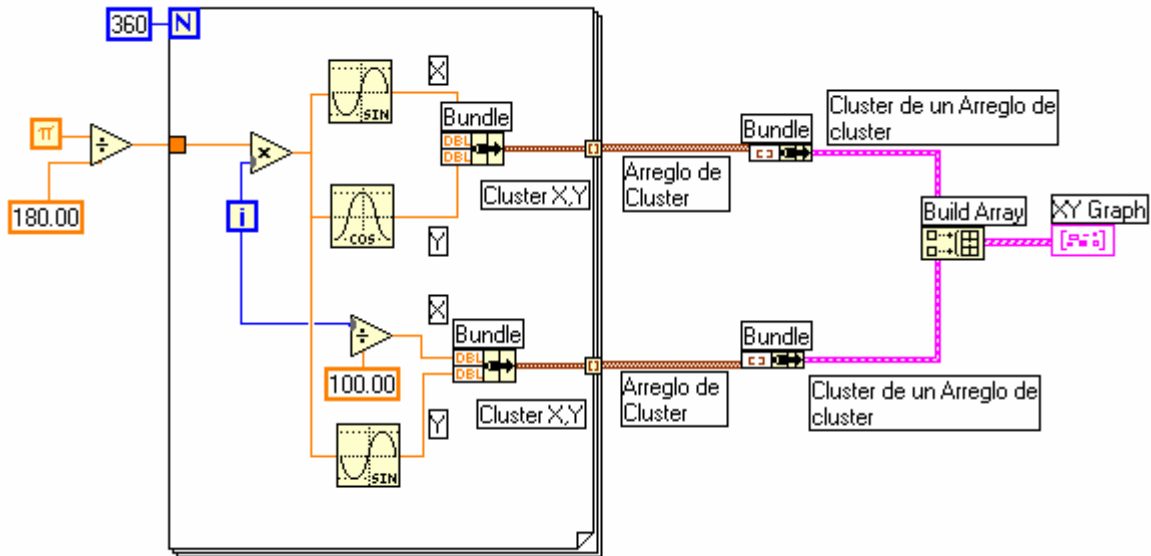 360
N
π
÷
180.00
×
i
SIN
COS
X
Bundle
DBL
DBL
Cluster X,Y
Y
X
÷
100.00
Bundle
DBL
DBL
Cluster X,Y
Y
SIN
Arreglo de
Cluster
Bundle
Cluster de un Arreglo de
cluster
Build Array
XY Graph
Arreglo de
Cluster
Bundle
Cluster de un Arreglo de
cluster